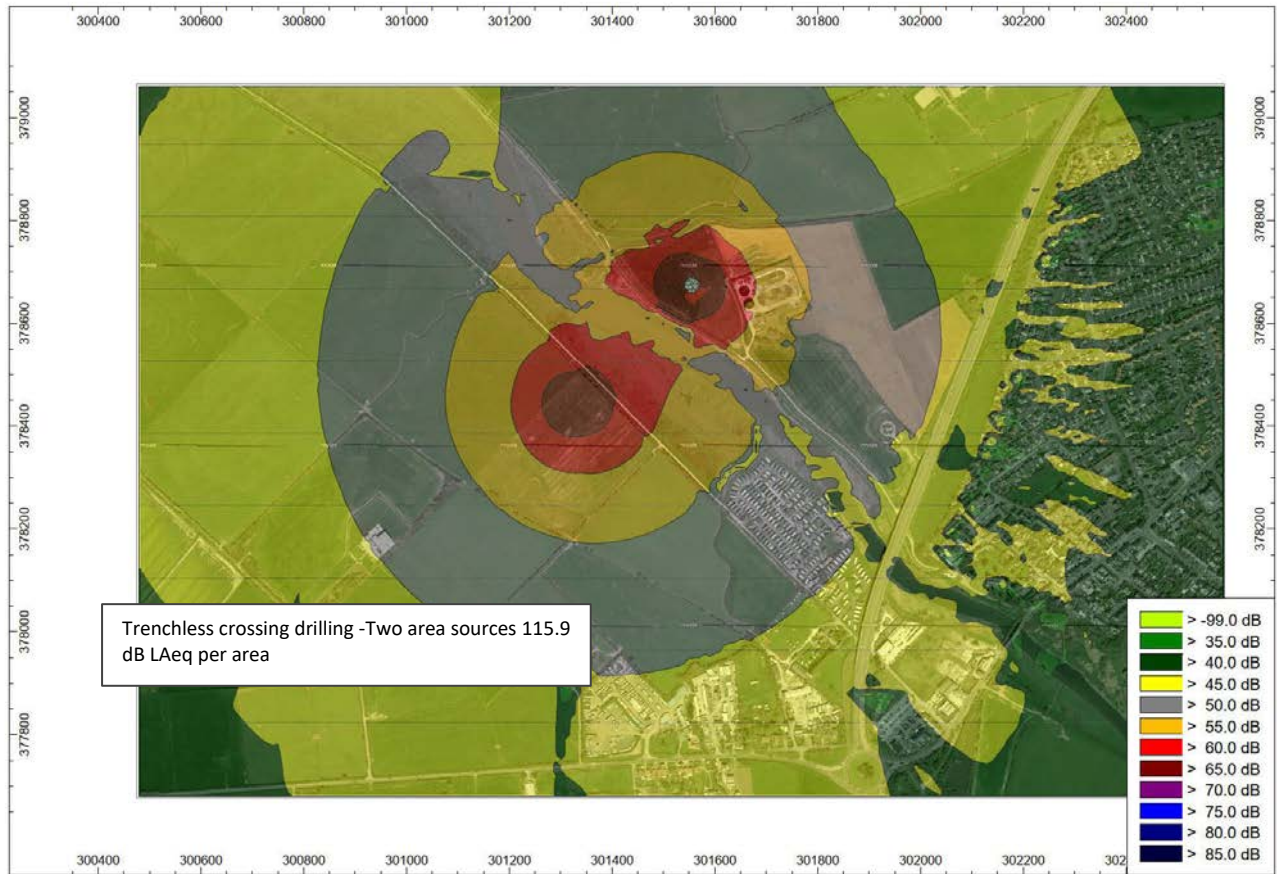 300400 300600 300800 301000 301200 301400 301600 301800 302000 302200 302400
379000 379000
378800 378800
378600 378600
378400 378400
378200 378200
378000
377800
Trenchless crossing drilling -Two area sources 115.9
dB LAeq per area
> -99.0 dB
> 35.0 dB
> 40.0 dB
> 45.0 dB
> 50.0 dB
> 55.0 dB
> 60.0 dB
> 65.0 dB
> 70.0 dB
> 75.0 dB
> 80.0 dB
> 85.0 dB
300400 300600 300800 301000 301200 301400 301600 301800 302000 302200